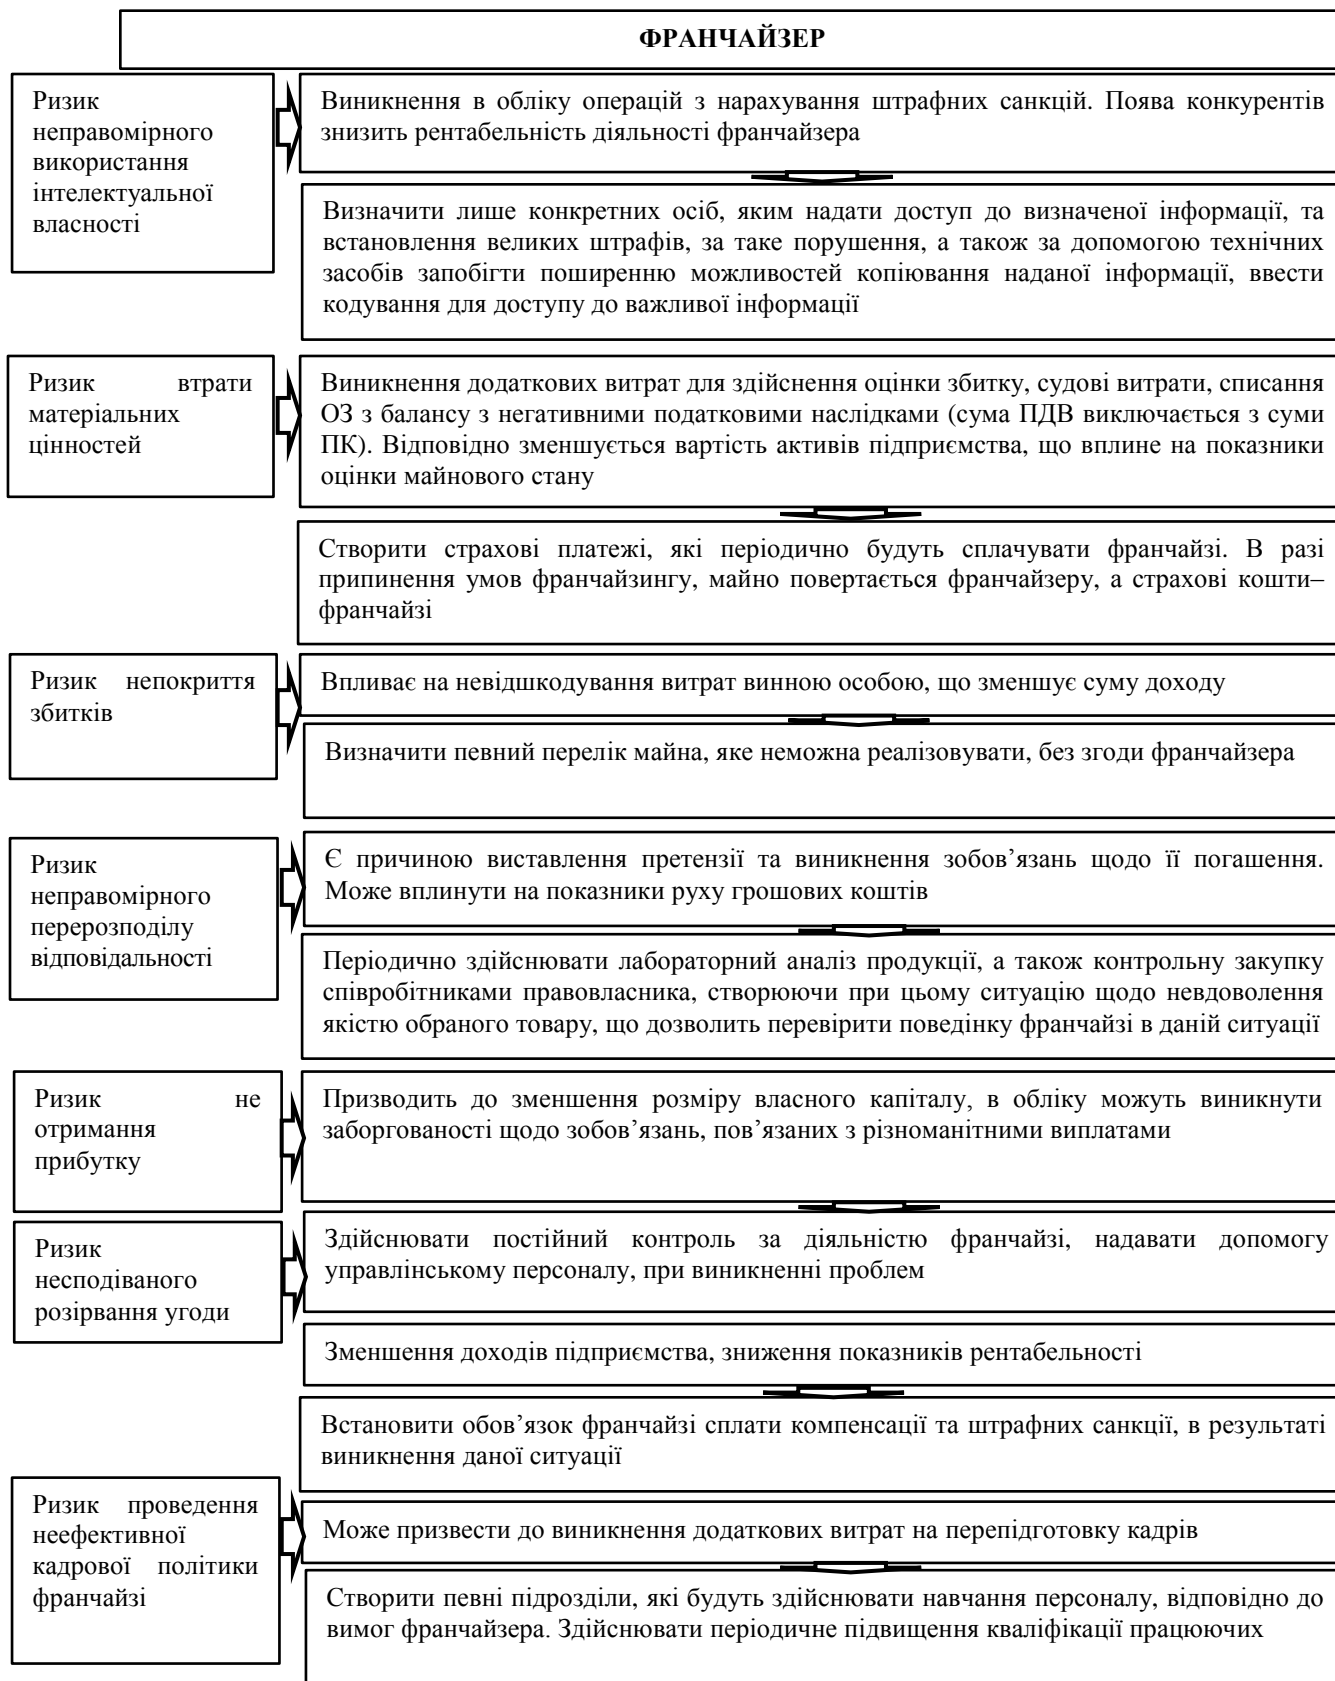 ФРАНЧАЙЗЕР
Ризик
неправомірного
використання
інтелектуальної
власності
Виникнення в обліку операцій з нарахування штрафних санкцій. Поява конкурентів
знизить рентабельність діяльності франчайзера
Визначити лише конкретних осіб, яким надати доступ до визначеної інформації, та
встановлення великих штрафів, за таке порушення, а також за допомогою технічних
засобів запобігти поширенню можливостей копіювання наданої інформації, ввести
кодування для доступу до важливої інформації
Ризик втрати
матеріальних
цінностей
Виникнення додаткових витрат для здійснення оцінки збитку, судові витрати, списання
ОЗ з балансу з негативними податковими наслідками (сума ПДВ виключається з суми
ПК). Відповідно зменшується вартість активів підприємства, що вплине на показники
оцінки майнового стану
Створити страхові платежі, які періодично будуть сплачувати франчайзі. В разі
припинення умов франчайзингу, майно повертається франчайзеру, а страхові кошти–
франчайзі
Ризик непокриття
збитків
Впливає на невідшкодування витрат винною особою, що зменшує суму доходу
Визначити певний перелік майна, яке неможна реалізовувати, без згоди франчайзера
Ризик
неправомірного
перерозподілу
відповідальності
Є причиною виставлення претензії та виникнення зобов’язань щодо її погашення.
Може вплинути на показники руху грошових коштів
Періодично здійснювати лабораторний аналіз продукції, а також контрольну закупку
співробітниками правовласника, створюючи при цьому ситуацію щодо невдоволення
якістю обраного товару, що дозволить перевірити поведінку франчайзі в даній ситуації
Ризик не
отримання
прибутку
Призводить до зменшення розміру власного капіталу, в обліку можуть виникнути
заборгованості щодо зобов’язань, пов’язаних з різноманітними виплатами
Ризик
несподіваного
розірвання угоди
Здійснювати постійний контроль за діяльністю франчайзі, надавати допомогу
управлінському персоналу, при виникненні проблем
Зменшення доходів підприємства, зниження показників рентабельності
Встановити обов’язок франчайзі сплати компенсації та штрафних санкції, в результаті
виникнення даної ситуації
Ризик проведення
неефективної
кадрової політики
франчайзі
Може призвести до виникнення додаткових витрат на перепідготовку кадрів
Створити певні підрозділи, які будуть здійснювати навчання персоналу, відповідно до
вимог франчайзера. Здійснювати періодичне підвищення кваліфікації працюючих